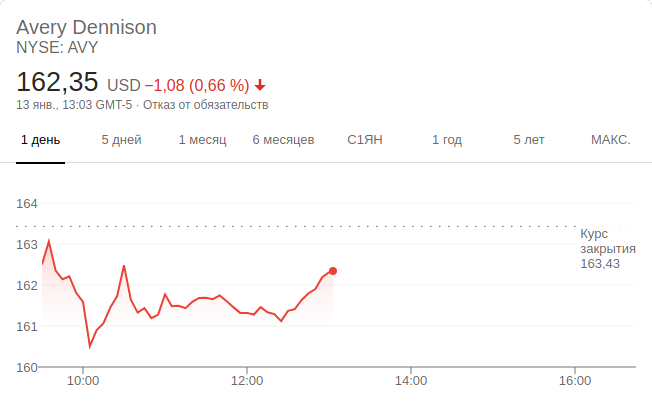 Avery Dennison
NYSE: AVY
162,35 USD −1,08 (0,66 %)
13 янв., 13:03 GMT-5 · Отказ от обязательств
1 день 5 дней 1 месяц 6 месяцев С1ЯН 1 год 5 лет МАКС.
164
163
162
161
160
Курс
закрытия
163,43
10:00 12:00 14:00 16:00